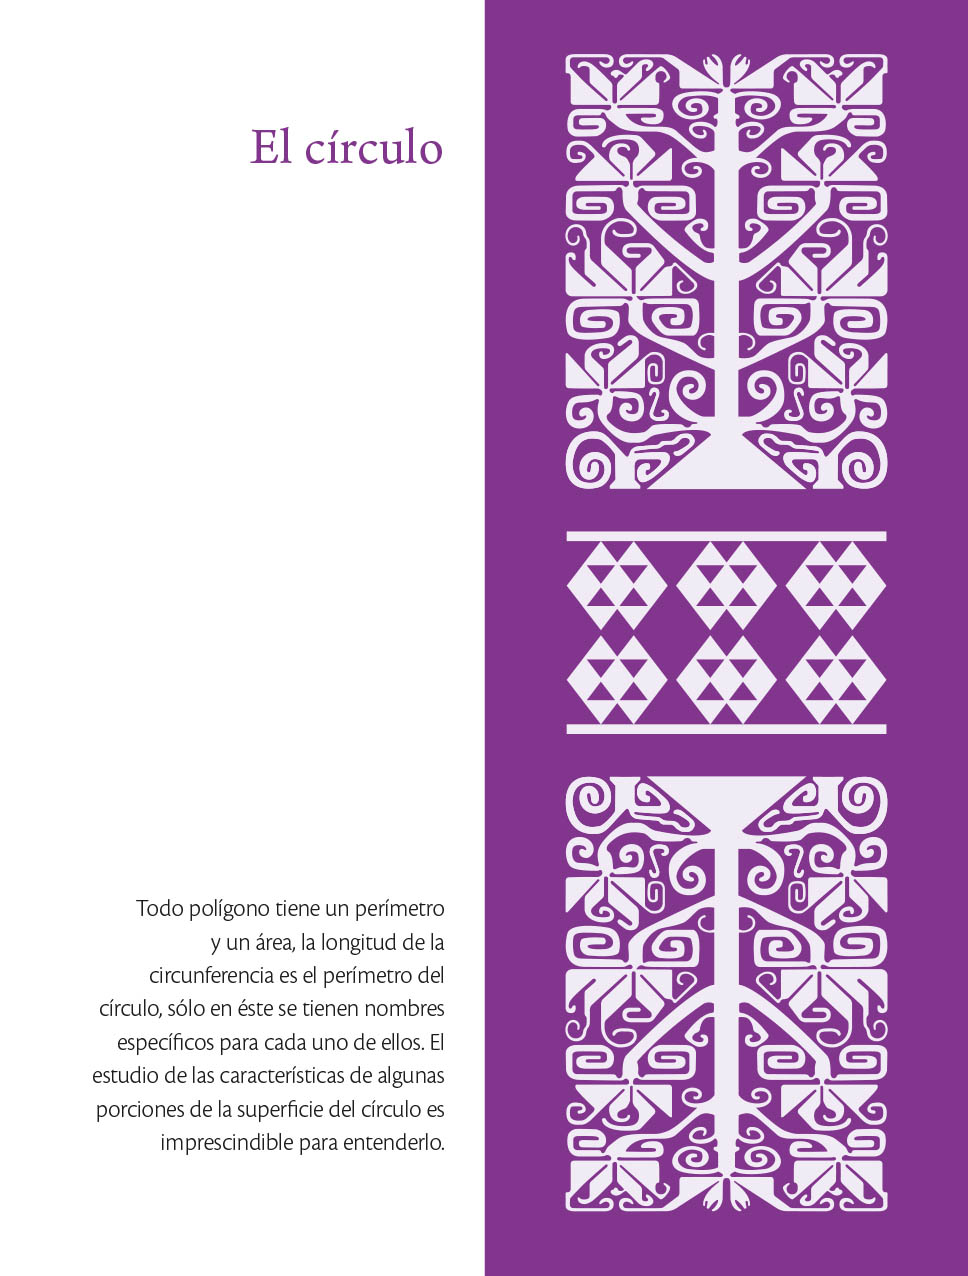 El círculo
Todo polígono tiene un perímetro
y un área, la longitud de la
circunferencia es el perímetro del
círculo, sólo en éste se tienen nombres
específicos para cada uno de ellos. El
estudio de las características de algunas
porciones de la superficie del círculo es
imprescindible para entenderlo.